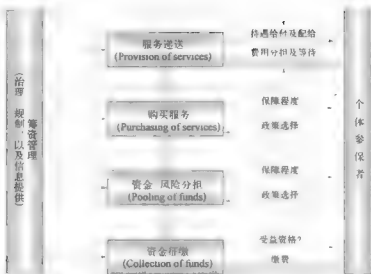 筹资管理
(治理 规制，以及信息提供)
服务递送
(Provision of services)
待遇给付及配给
费用分担及等待
购买服务
(Purchasing of services)
保障程度
政策选择
资金 风险分担
(Pooling of funds)
保障程度
政策选择
资金筹缴
(Collection of funds)
受益资格？
缴费
个体参保者